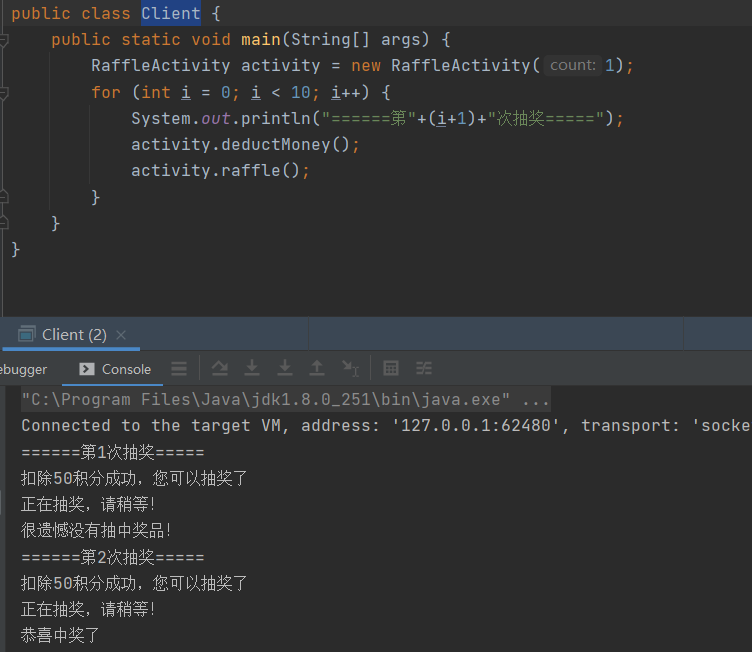 public class Client {
public static void main(String[] args) {
RaffleActivity activity = new RaffleActivity( count: 1);
for (int i = 0; i < 10; i++) {
System.out.println("======第"+(i+1)+"次抽奖=====");
activity.deductMoney();
activity.raffle();
}
}
}
Client (2) ×
ebugger Console
"C:\Program Files\Java\jdk1.8.0_251\bin\java.exe" ...
Connected to the target VM, address: '127.0.0.1:62480', transport: 'socke
======第1次抽奖=====
扣除50积分成功，您可以抽奖了
正在抽奖，请稍等！
很遗憾没有抽中奖品！
======第2次抽奖=====
扣除50积分成功，您可以抽奖了
正在抽奖，请稍等！
恭喜中奖了